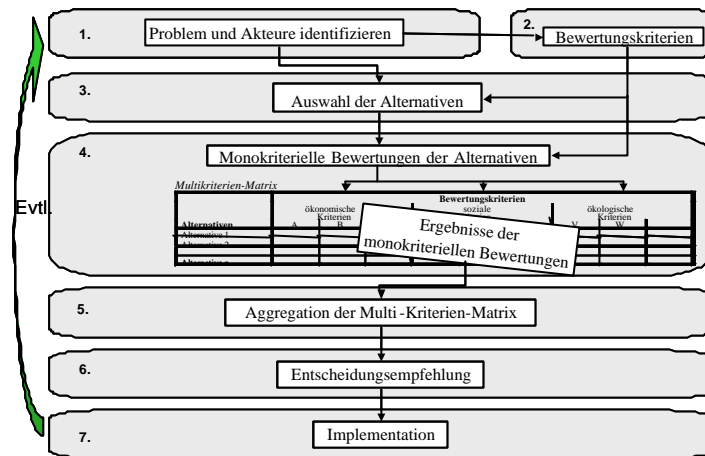 1.
Problem und Akteure identifizieren
2.
Bewertungskriterien
3.
Auswahl der Alternativen
4.
Monokriterielle Bewertungen der Alternativen
Multikriterien-Matrix
Bewertungskriterien
ökonomische
Kriterien
soziale
ökologische
Kriterien
Alternativen
A B
V W
Alternative 1
Alternative 2
Ergebnisse der
monokriteriellen Bewertungen
Evtl.
5.
Aggregation der Multi-Kriterien-Matrix
6.
Entscheidungsempfehlung
7.
Implementation